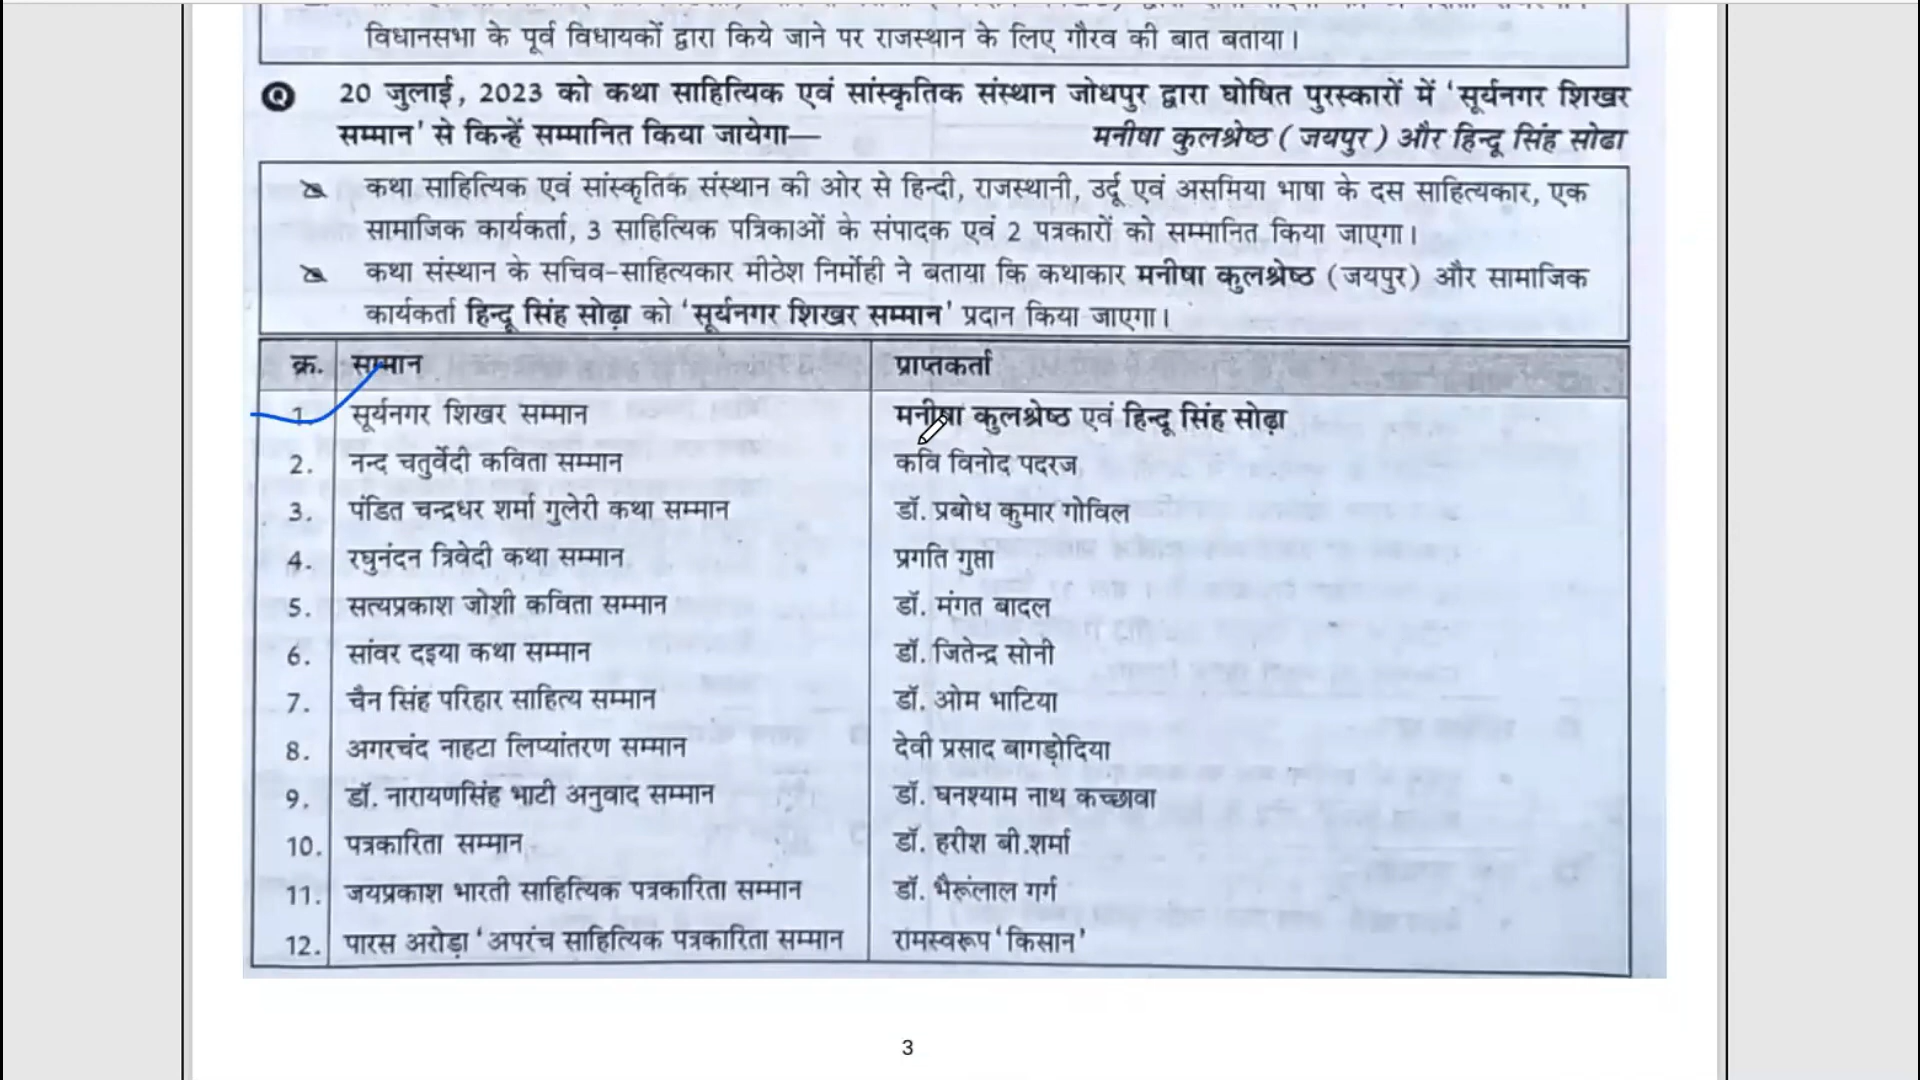 विधानसभा के पूर्व विधायकों द्वारा किये जाने पर राजस्थान के लिए गौरव की बात बताया।
Q 20 जुलाई, 2023 को कथा साहित्यिक एवं सांस्कृतिक संस्थान जोधपुर द्वारा घोषित पुरस्कारों में 'सूर्यनगर शिखर
सम्मान' से किन्हें सम्मानित किया जायेगा— मनीषा कुलश्रेष्ठ (जयपुर) और हिन्दू सिंह सोढा
कथा साहित्यिक एवं सांस्कृतिक संस्थान की ओर से हिन्दी, राजस्थानी, उर्दू एवं असमिया भाषा के दस साहित्यकार, एक
सामाजिक कार्यकर्ता, 3 साहित्यिक पत्रिकाओं के संपादक एवं 2 पत्रकारों को सम्मानित किया जाएगा।
कथा संस्थान के सचिव-साहित्यकार मीठेश निर्मोही ने बताया कि कथाकार मनीषा कुलश्रेष्ठ (जयपुर) और सामाजिक
कार्यकर्ता हिन्दू सिंह सोढ़ा को 'सूर्यनगर शिखर सम्मान' प्रदान किया जाएगा।
क्र. सम्मान प्राप्तकर्ता
1. सूर्यनगर शिखर सम्मान मनीषा कुलश्रेष्ठ एवं हिन्दू सिंह सोढ़ा
2. नन्द चतुर्वेदी कविता सम्मान कवि विनोद पदरज
3. पंडित चन्द्रधर शर्मा गुलेरी कथा सम्मान डॉ. प्रबोध कुमार गोविल
4. रघुनंदन त्रिवेदी कथा सम्मान प्रगति गुप्ता
5. सत्यप्रकाश जोशी कविता सम्मान डॉ. मंगत बादल
6. सांवर दइया कथा सम्मान डॉ. जितेन्द्र सोनी
7. चैन सिंह परिहार साहित्य सम्मान डॉ. ओम भाटिया
8. अगरचंद नाहटा लिप्यांतरण सम्मान देवी प्रसाद बागड़ोदिया
9. डॉ. नारायणसिंह भाटी अनुवाद सम्मान डॉ. घनश्याम नाथ कच्छावा
10. पत्रकारिता सम्मान डॉ. हरीश बी.शर्मा
11. जयप्रकाश भारती साहित्यिक पत्रकारिता सम्मान डॉ. भैरूंलाल गर्ग
12. पारस अरोड़ा 'अपरंच साहित्यिक पत्रकारिता सम्मान रामस्वरूप 'किसान'
3